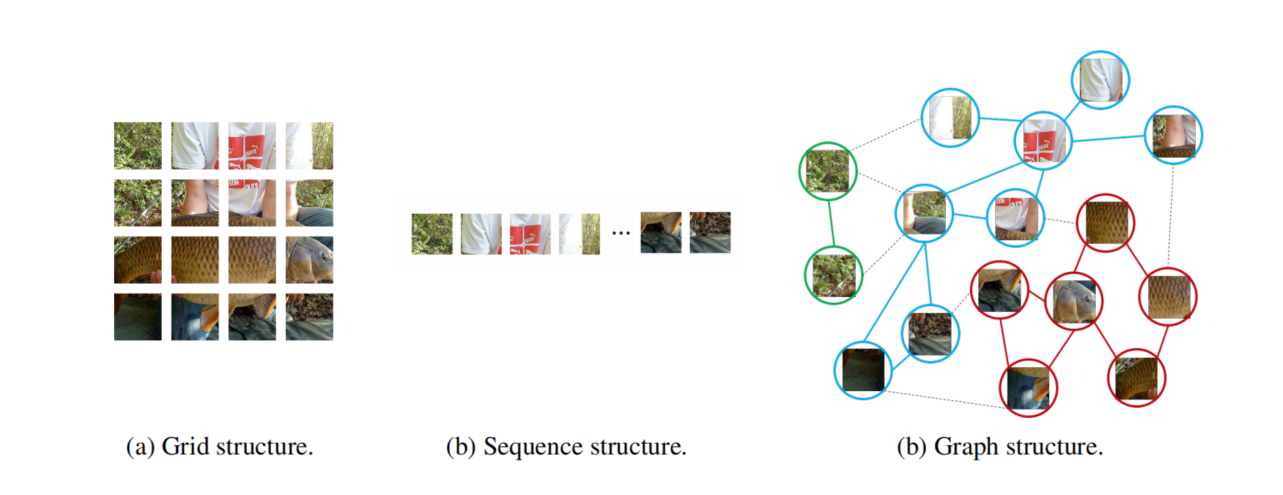 (a) Grid structure.
(b) Sequence structure.
(b) Graph structure.